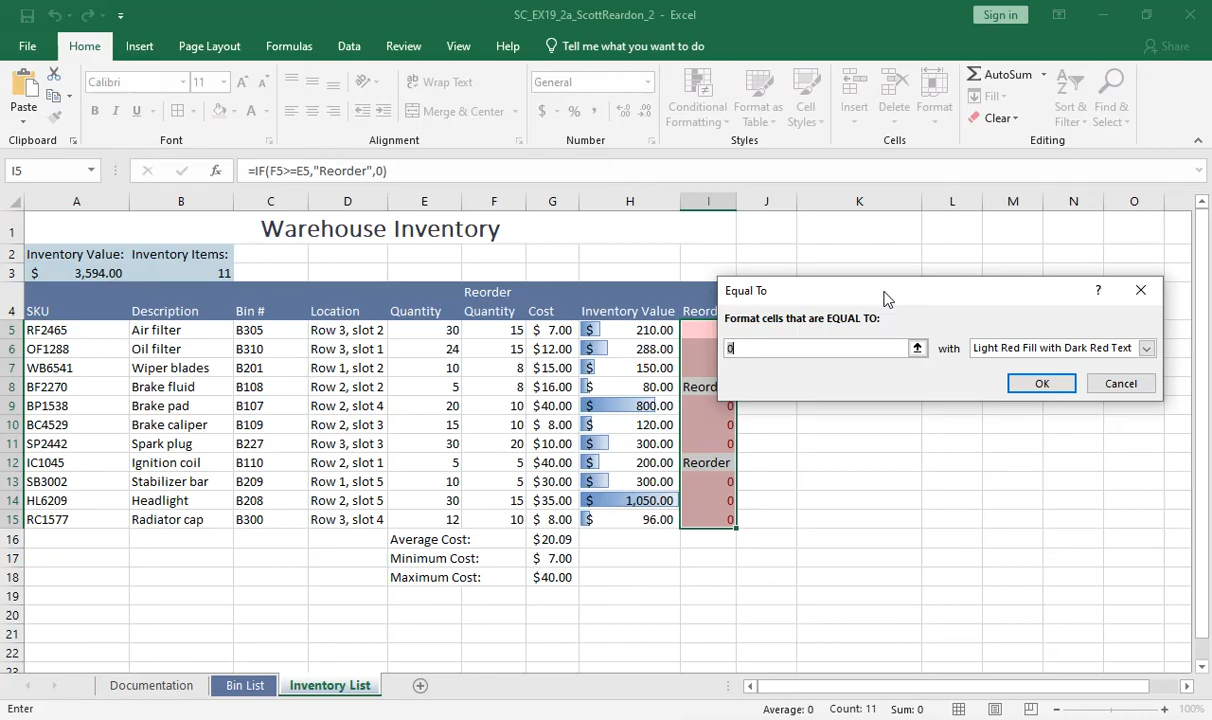 SC_EX19_2a_ScottReardon_2 - Excel Sign in
File Home Insert Page Layout Formulas Data Review View Help Tell me what you want to do Share
Calibri 11 A A Wrap Text General AutoSum
Paste B I U A Merge & Center $ % , Conditional Formatting Format as Table Cell Styles Insert Delete Format Fill Clear Sort & Filter Find & Select
Clipboard Font Alignment Number Styles Cells Editing
I5 fx =IF(F5>=E5,"Reorder",0)
A B C D E F G H I J K L M N O
1 Warehouse Inventory
2 Inventory Value: Inventory Items:
3 $ 3,594.00 11
Reorder
4 SKU Description Bin # Location Quantity Quantity Cost Inventory Value
5 RF2465 Air filter B305 Row 3, slot 2 30 15 $ 7.00 $ 210.00
6 OF1288 Oil filter B310 Row 3, slot 1 24 15 $12.00 $ 288.00
7 WB6541 Wiper blades B201 Row 1, slot 2 10 8 $15.00 $ 150.00
8 BF2270 Brake fluid B108 Row 2, slot 1 5 8 $16.00 $ 80.00
9 BP1538 Brake pad B107 Row 2, slot 4 20 10 $40.00 $ 800.00 0
10 BC4529 Brake caliper B109 Row 2, slot 3 15 10 $ 8.00 $ 120.00 0
11 SP2442 Spark plug B227 Row 3, slot 3 30 20 $10.00 $ 300.00 0
12 IC1045 Ignition coil B110 Row 2, slot 1 5 5 $40.00 $ 200.00 Reorder
13 SB3002 Stabilizer bar B209 Row 1, slot 5 10 5 $30.00 $ 300.00 0
14 HL6209 Headlight B208 Row 2, slot 5 30 15 $35.00 $ 1,050.00 0
15 RC1577 Radiator cap B300 Row 3, slot 4 12 10 $ 8.00 $ 96.00 0
16 Average Cost: $20.09
17 Minimum Cost: $ 7.00
18 Maximum Cost: $40.00
19
20
21
22
23
Equal To ?
Format cells that are EQUAL TO:
0 with Light Red Fill with Dark Red Text
OK Cancel
Documentation Bin List Inventory List
Enter Average: 0 Count: 11 Sum: 0 100%